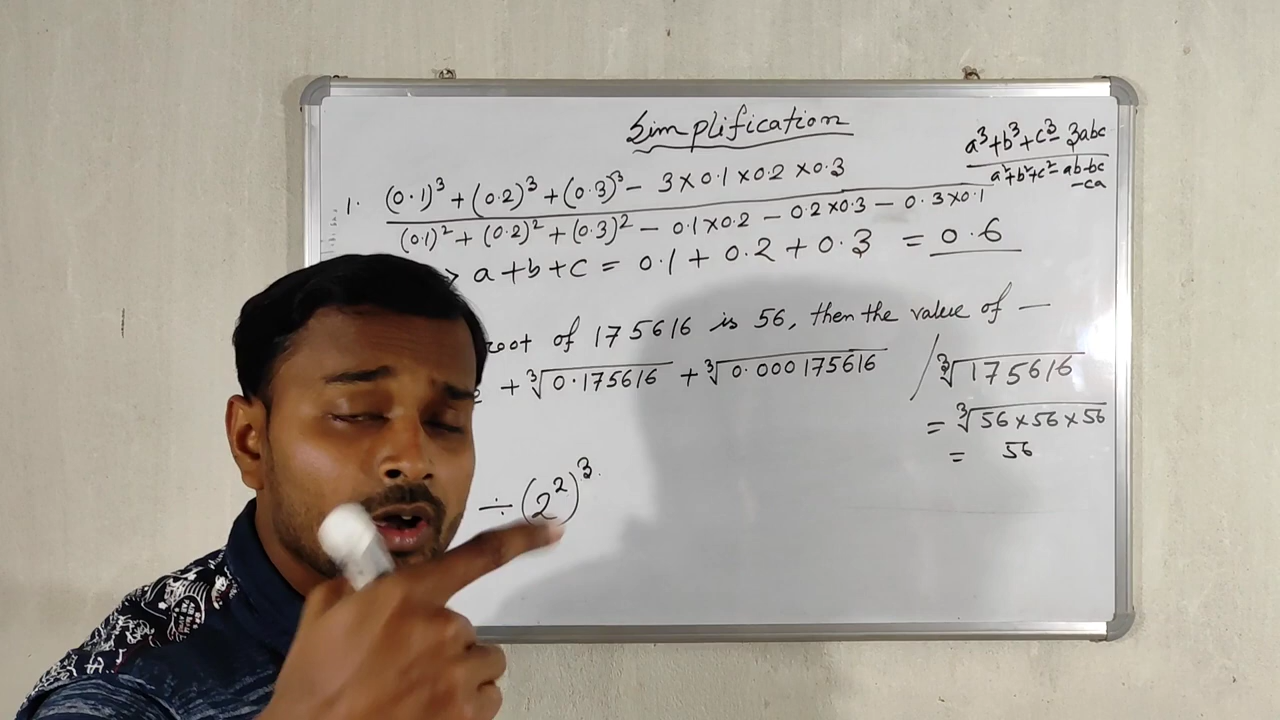 Simplification
a³+b³+c³-3abc
a²+b²+c²-ab-bc
-ca
1. (0.1)³+(0.2)³+(0.3)³- 3×0.1×0.2×0.3
(0.1)²+(0.2)²+(0.3)² - 0.1×0.2 - 0.2×0.3 - 0.3×0.1
a+b+c = 0.1+0.2+0.3 = 0.6
root of 175616 is 56, then the value of —
+ ∛0.175616 + ∛0.000175616
∛175616
= ∛56×56×56
= 56
÷(2²)³.